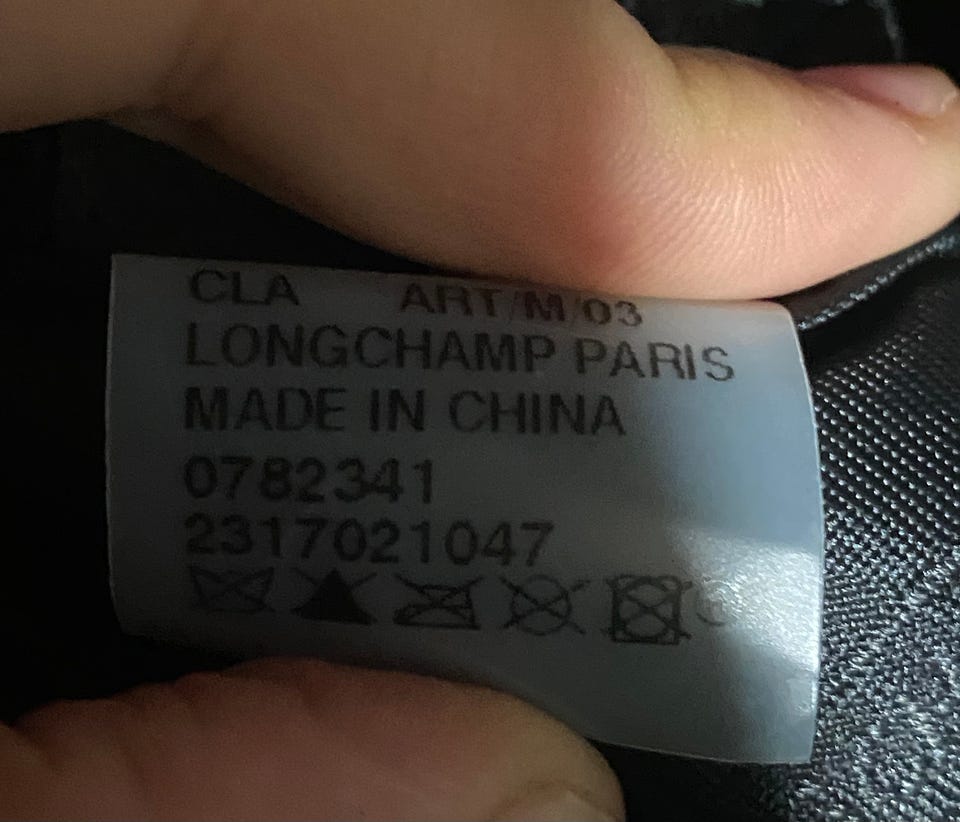 CLA ART/M/03
LONGCHAMP PARIS
MADE IN CHINA
0782341
2317021047